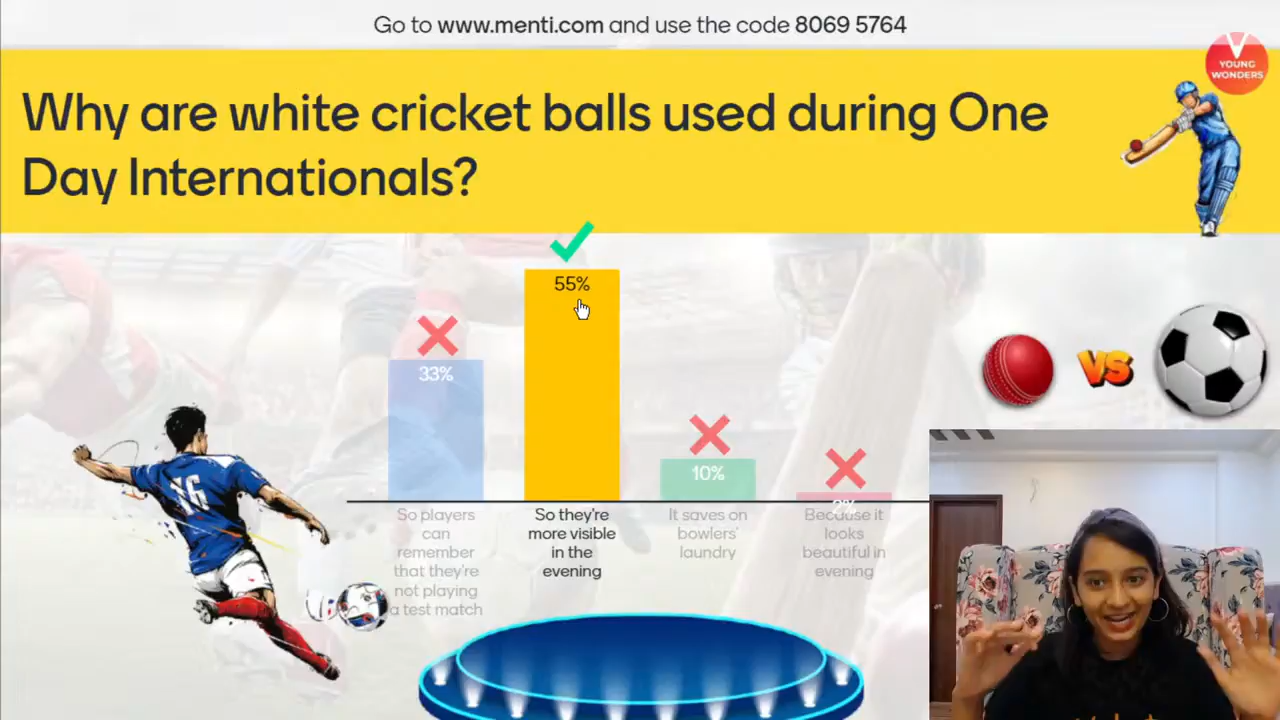 Go to www.menti.com and use the code 8069 5764
V
YOUNG
WONDERS
Why are white cricket balls used during One
Day Internationals?
55%
33%
10%
So players
can
remember
that they're
not playing
a test match
So they're
more visible
in the
evening
It saves on
bowlers'
laundry
Because it
looks
beautiful in
evening
VS
16